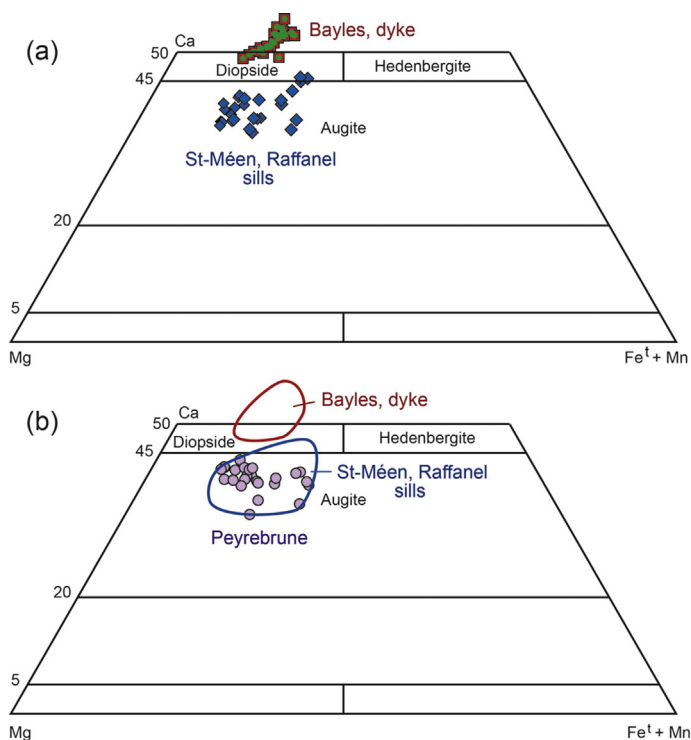 (a)
Ca
Bayles, dyke
50
Diopside
Hedenbergite
45
Augite
St-Méen, Raffanel
sills
20
5
Mg
Feᵗ + Mn
(b)
Bayles, dyke
50
Ca
Diopside
Hedenbergite
45
St-Méen, Raffanel
sills
Augite
Peyrebrune
20
5
Mg
Feᵗ + Mn